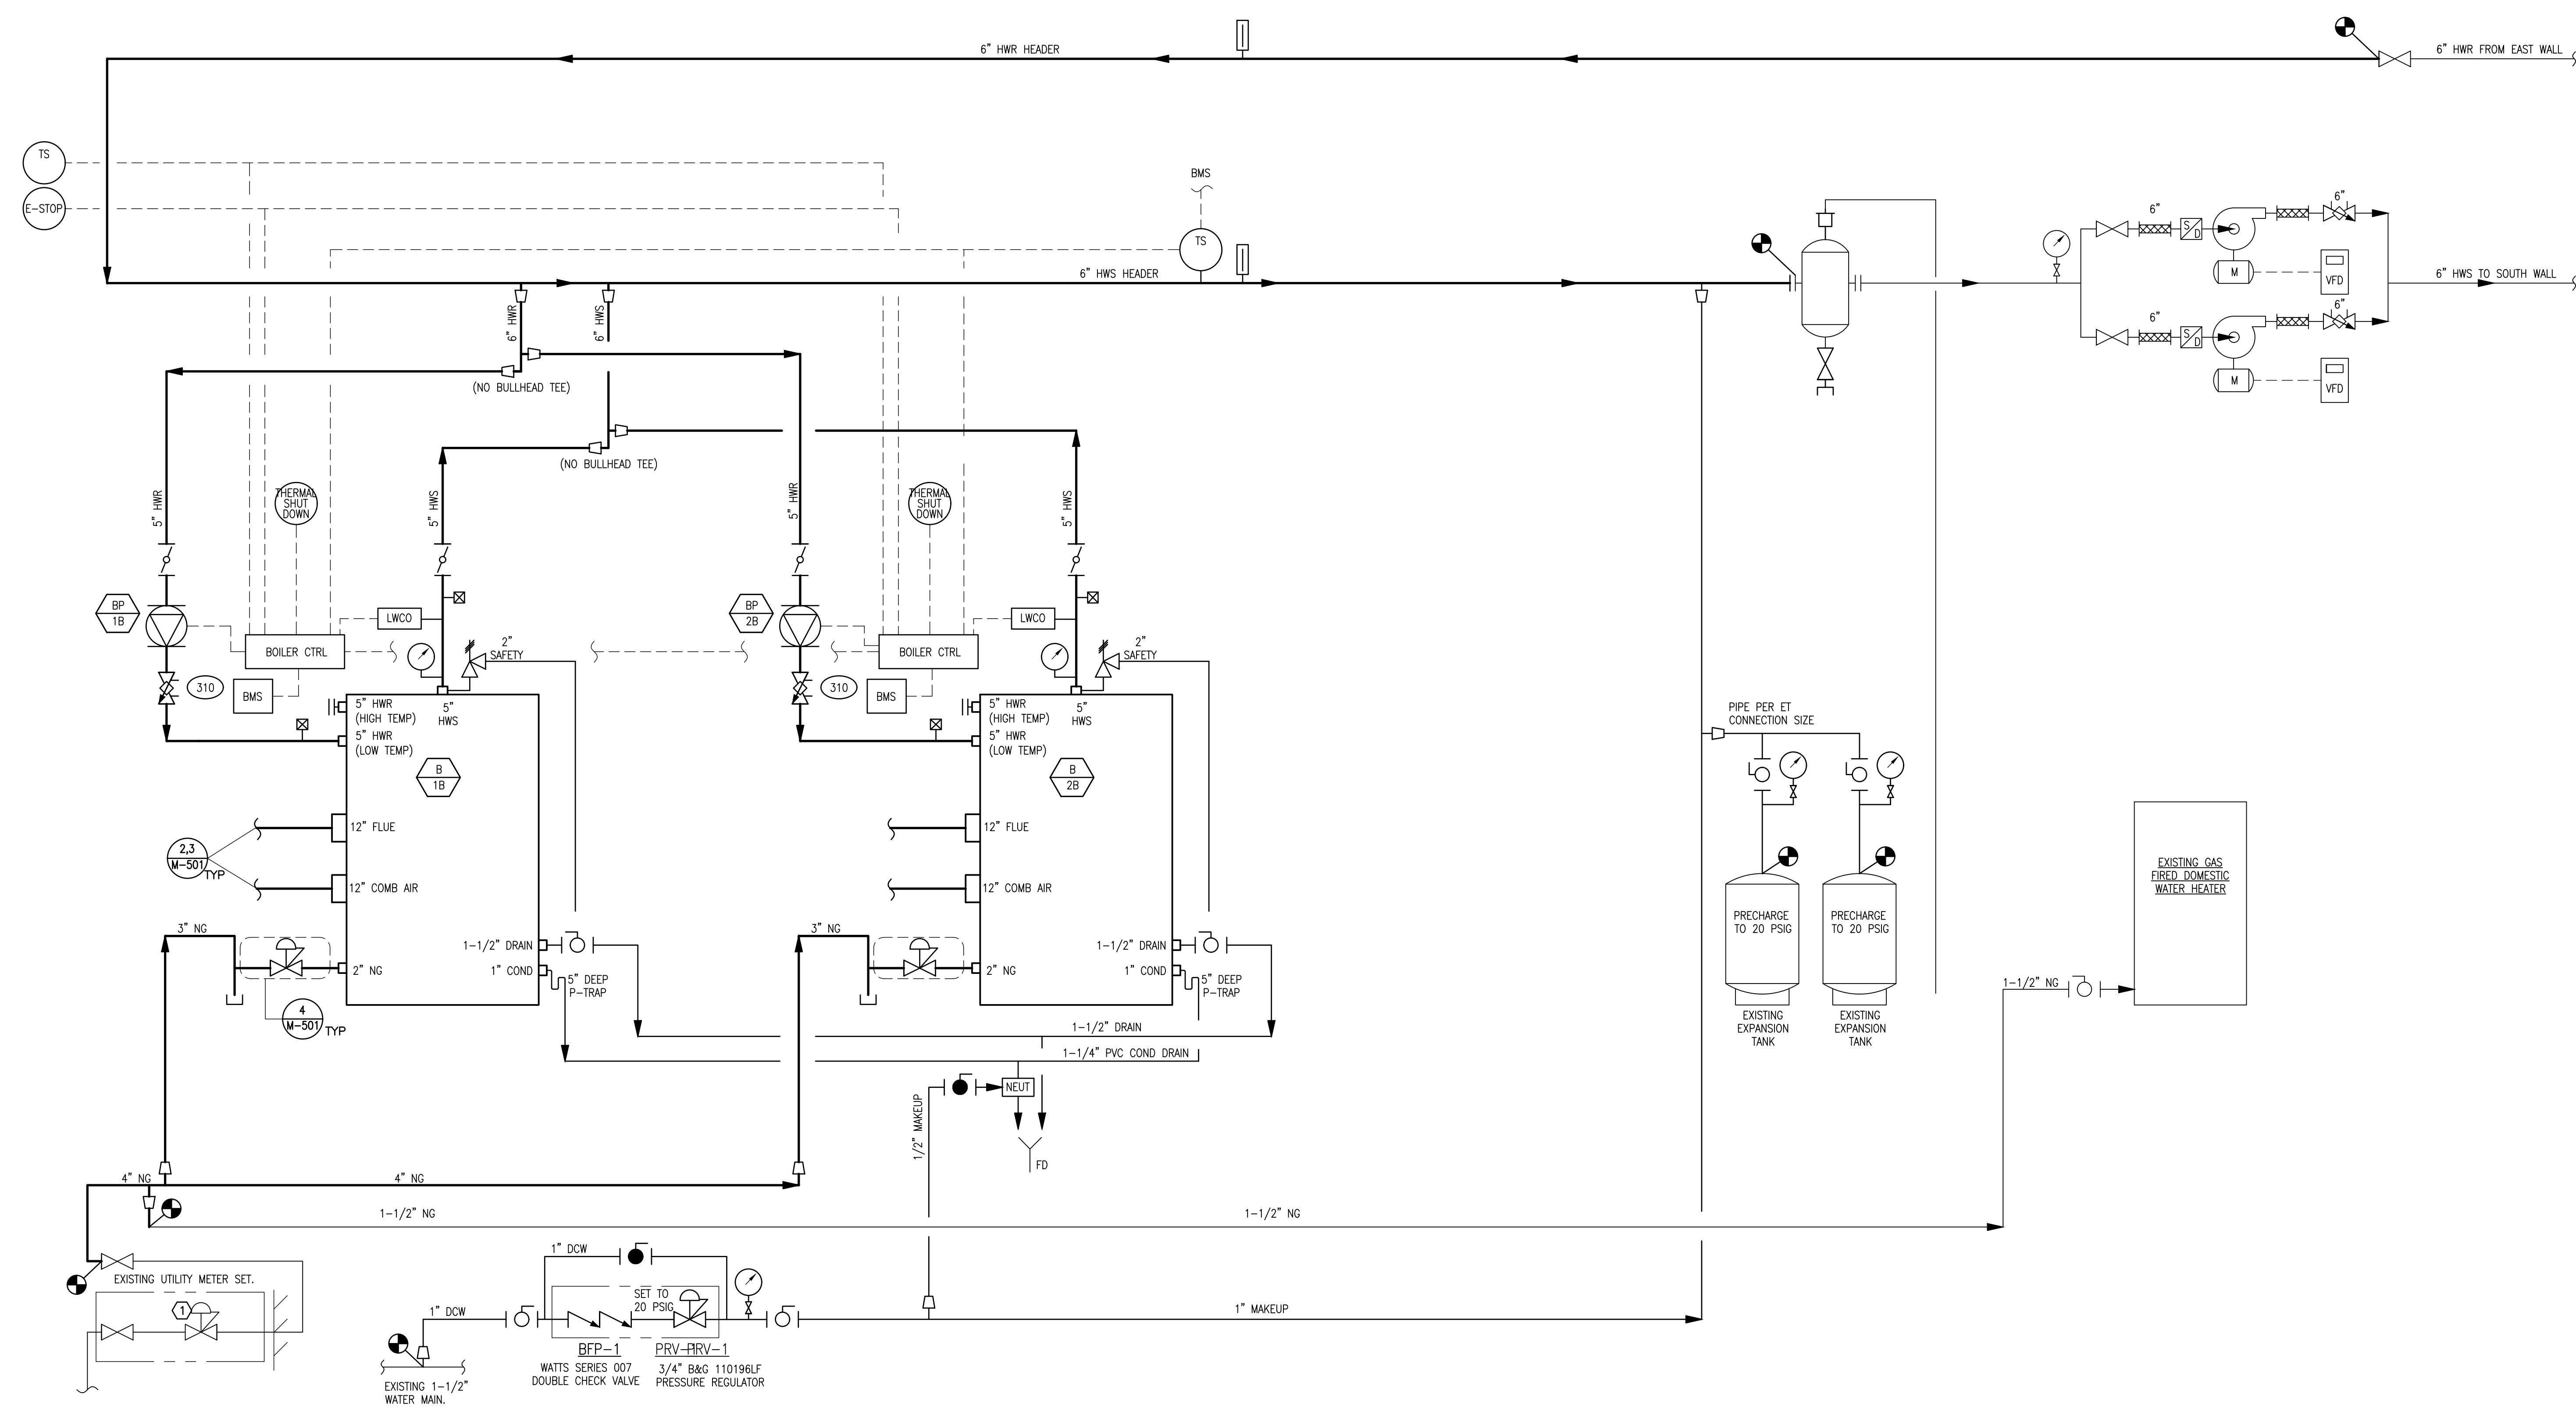 6" HWR HEADER
6" HWR FROM EAST WALL
TS
E-STOP
BMS
TS
6" HWS HEADER
6"
S/D
M
VFD
6"
6" HWS TO SOUTH WALL
6"
S/D
M
VFD
6"
6" HWR
6" HWS
(NO BULLHEAD TEE)
(NO BULLHEAD TEE)
5" HWR
THERMAL
SHUT
DOWN
5" HWS
5" HWR
THERMAL
SHUT
DOWN
5" HWS
BP
1B
LWCO
BOILER CTRL
2"
SAFETY
310
BMS
BP
2B
LWCO
BOILER CTRL
2"
SAFETY
310
BMS
5" HWR
(HIGH TEMP)
5"
HWS
5" HWR
(LOW TEMP)
B
1B
12" FLUE
2,3
M-501
TYP
12" COMB AIR
3" NG
1-1/2" DRAIN
2" NG
1" COND
5" DEEP
P-TRAP
4
M-501
TYP
5" HWR
(HIGH TEMP)
5"
HWS
5" HWR
(LOW TEMP)
B
2B
12" FLUE
12" COMB AIR
3" NG
1-1/2" DRAIN
2" NG
1" COND
5" DEEP
P-TRAP
1-1/2" DRAIN
1-1/4" PVC COND DRAIN
NEUT
1/2" MAKEUP
FD
PIPE PER ET
CONNECTION SIZE
PRECHARGE
TO 20 PSIG
PRECHARGE
TO 20 PSIG
EXISTING
EXPANSION
TANK
EXISTING
EXPANSION
TANK
EXISTING GAS
FIRED DOMESTIC
WATER HEATER
1-1/2" NG
4" NG
4" NG
1-1/2" NG
1-1/2" NG
EXISTING UTILITY METER SET.
1
1" DCW
1" DCW
SET TO
20 PSIG
1" MAKEUP
BFP-1
WATTS SERIES 007
DOUBLE CHECK VALVE
PRV-1
PRV-1
3/4" B&G 110196LF
PRESSURE REGULATOR
EXISTING 1-1/2"
WATER MAIN.